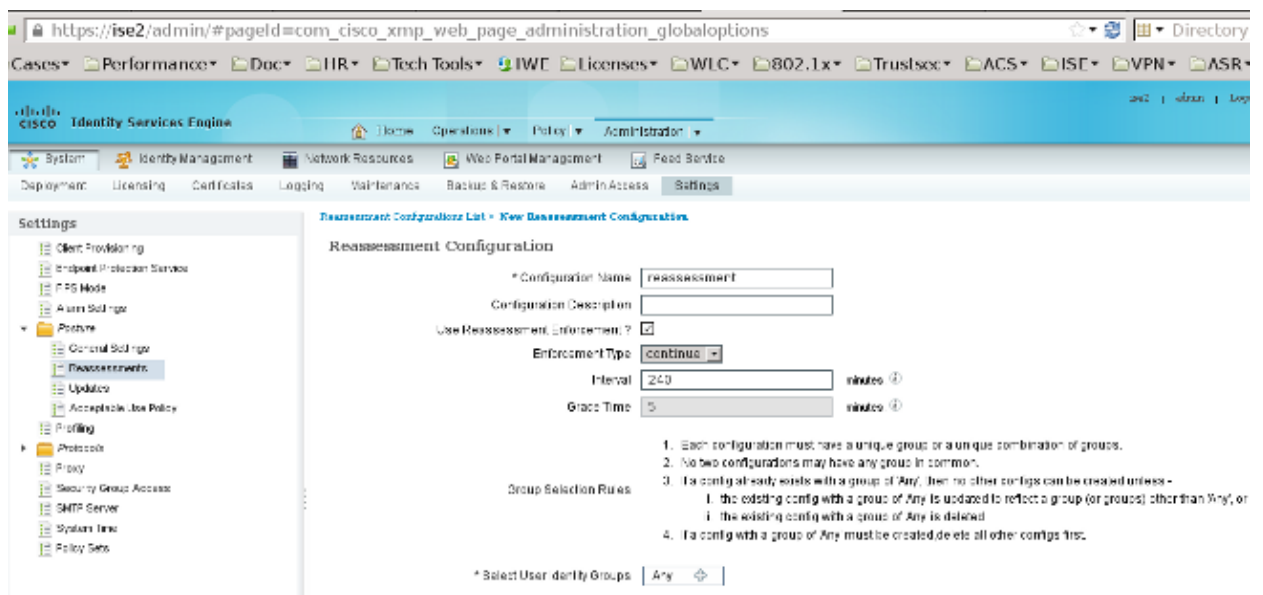 https://ise2/admin/#pageId=com_cisco_xmp_web_page_administration_globaloptions
Directory
Cases Performance Doc HR Tech Tools IWE Licenses WLC 802.1x Trustsec ACS ISE VPN ASR
ise2 | admin |
CISCO Identity Services Engine
Home Operations | Policy | Administration |
System Identity Management Network Resources Web Portal Management Feed Service
Deployment Licensing Certificates Logging Maintenance Backup & Restore Admin Access Settings
Settings
Client Provisioning
Endpoint Protection Service
FIPS Mode
Alarm Settings
Posture
General Settings
Reassessments
Updates
Acceptable Use Policy
Profiling
Protocols
Proxy
Security Group Access
SMTP Server
System Time
Policy Sets
Reassessment Configurations List > New Reassessment Configuration
Reassessment Configuration
* Configuration Name reassessment
Configuration Description
Use Reassessment Enforcement ?
Enforcement Type continue
Interval 240 minutes
Grace Time 5 minutes
Group Selection Rules
1. Each configuration must have a unique group or a unique combination of groups.
2. No two configurations may have any group in common.
3. If a config already exists with a group of 'Any', then no other configs can be created unless -
i. the existing config with a group of Any is updated to reflect a group (or groups) other than 'Any', or
i the existing config with a group of Any is deleted
4. If a config with a group of Any must be created, delete all other configs first.
* Select User Identity Groups Any